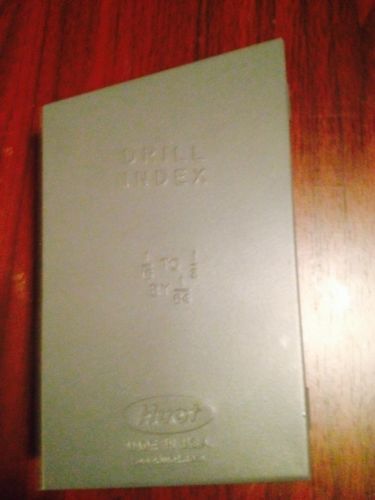 DRILL
INDEX
1/16 TO 1/2
BY 1/64
Huot
MADE IN U.S.A.